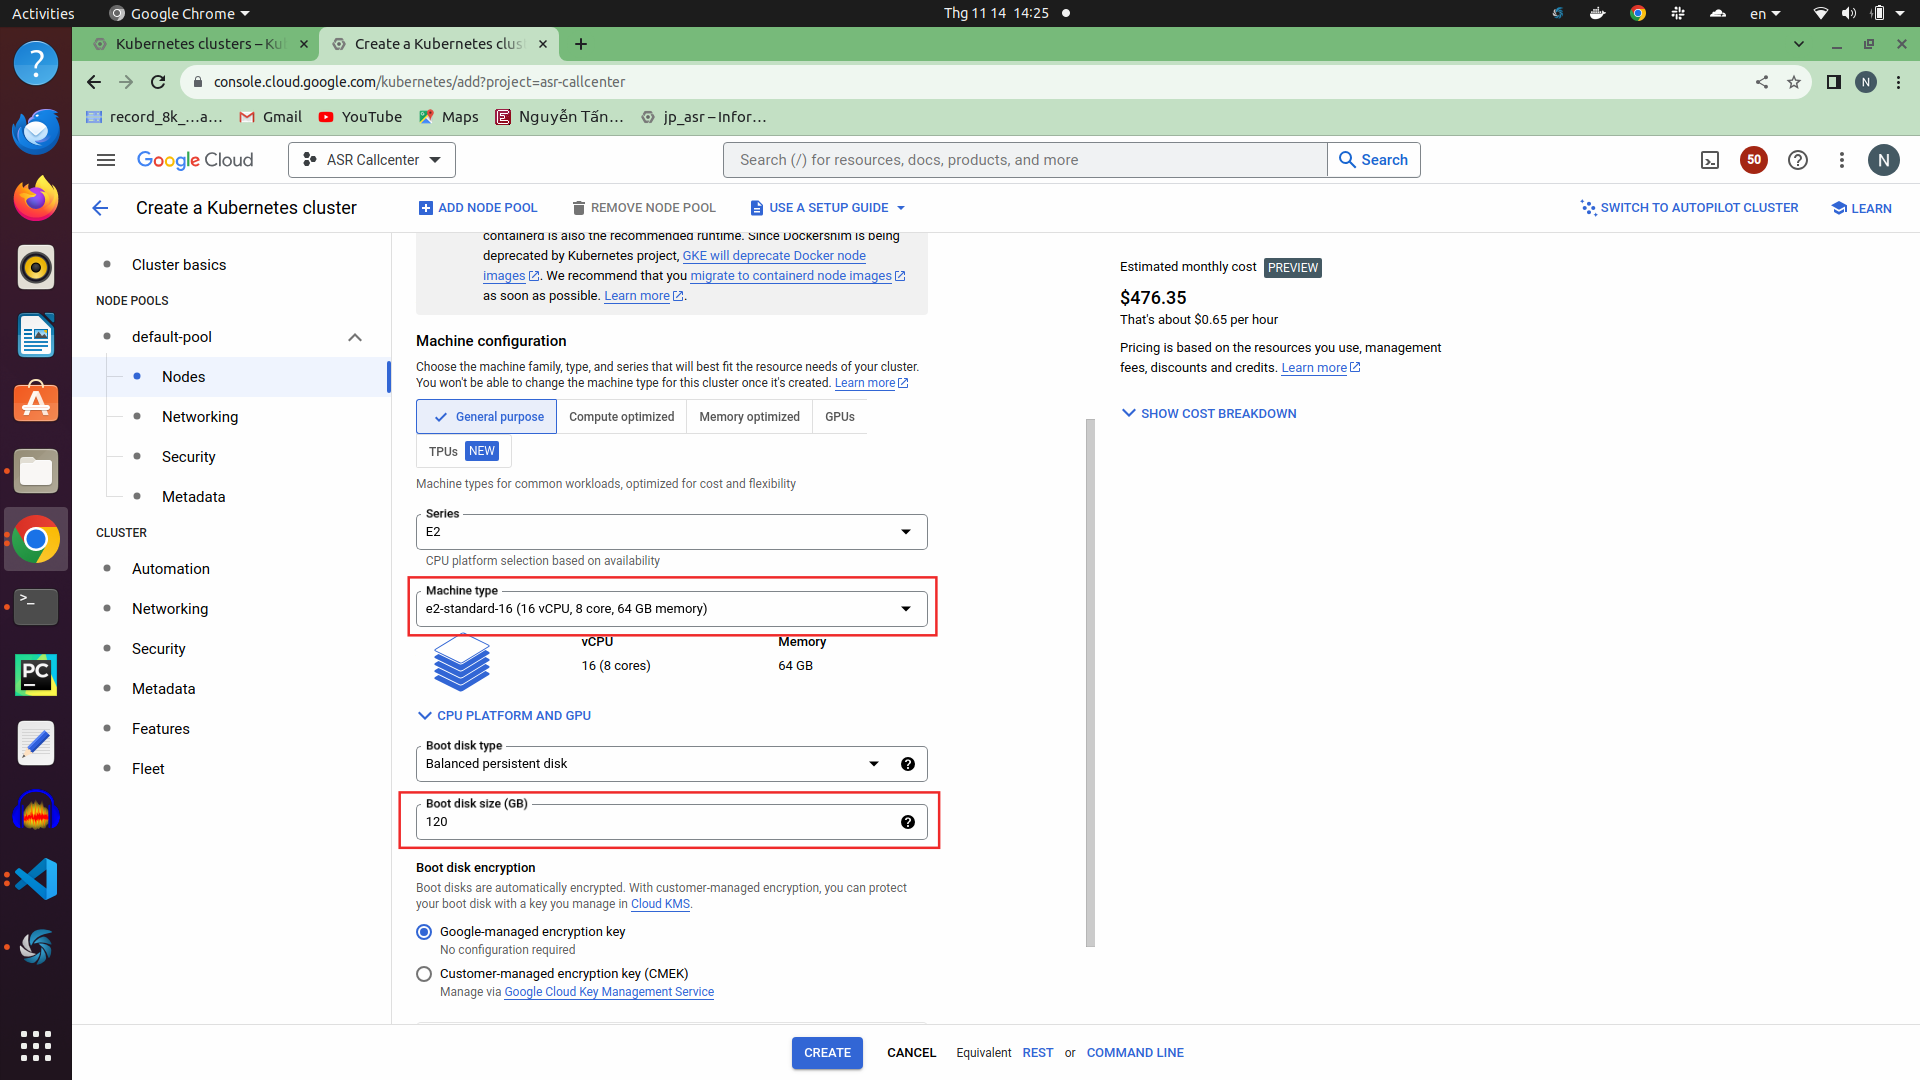 Activities
Google Chrome
Thg 11 14 14:25
en
Kubernetes clusters – Ku
Create a Kubernetes clus
console.cloud.google.com/kubernetes/add?project=asr-callcenter
N
record_8k_...a...
Gmail
YouTube
Maps
Nguyễn Tấn...
jp_asr – Infor...
Google Cloud
ASR Callcenter
Search (/) for resources, docs, products, and more
Search
50
N
Create a Kubernetes cluster
ADD NODE POOL
REMOVE NODE POOL
USE A SETUP GUIDE
SWITCH TO AUTOPILOT CLUSTER
LEARN
Cluster basics
NODE POOLS
default-pool
Nodes
Networking
Security
Metadata
CLUSTER
Automation
Networking
Security
Metadata
Features
Fleet
containerd is also the recommended runtime. Since Dockershim is being
deprecated by Kubernetes project, GKE will deprecate Docker node
images. We recommend that you migrate to containerd node images
as soon as possible. Learn more.
Machine configuration
Choose the machine family, type, and series that will best fit the resource needs of your cluster.
You won't be able to change the machine type for this cluster once it's created. Learn more
General purpose
Compute optimized
Memory optimized
GPUs
TPUs NEW
Machine types for common workloads, optimized for cost and flexibility
Series
E2
CPU platform selection based on availability
Machine type
e2-standard-16 (16 vCPU, 8 core, 64 GB memory)
vCPU
Memory
16 (8 cores)
64 GB
CPU PLATFORM AND GPU
Boot disk type
Balanced persistent disk
Boot disk size (GB)
120
Boot disk encryption
Boot disks are automatically encrypted. With customer-managed encryption, you can protect
your boot disk with a key you manage in Cloud KMS.
Google-managed encryption key
No configuration required
Customer-managed encryption key (CMEK)
Manage via Google Cloud Key Management Service
Estimated monthly cost PREVIEW
$476.35
That's about $0.65 per hour
Pricing is based on the resources you use, management
fees, discounts and credits. Learn more
SHOW COST BREAKDOWN
CREATE
CANCEL
Equivalent REST or COMMAND LINE
PC